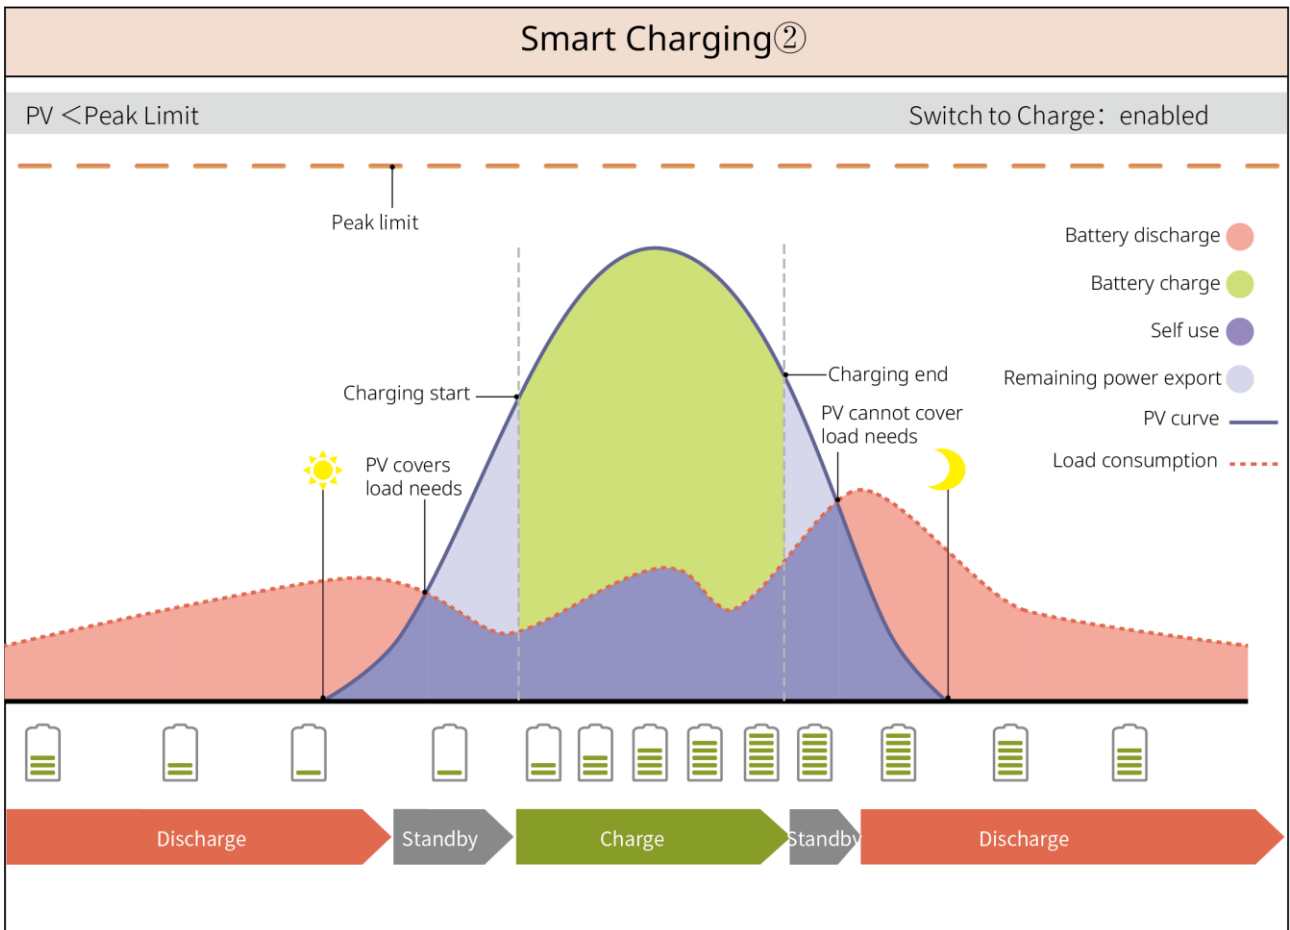 Smart Charging②
PV ＜Peak Limit
Switch to Charge：enabled
Peak limit
Battery discharge
Battery charge
Self use
Remaining power export
PV curve
Load consumption
Charging start
Charging end
PV cannot cover
load needs
PV covers
load needs
Discharge
Standby
Charge
Standby
Discharge